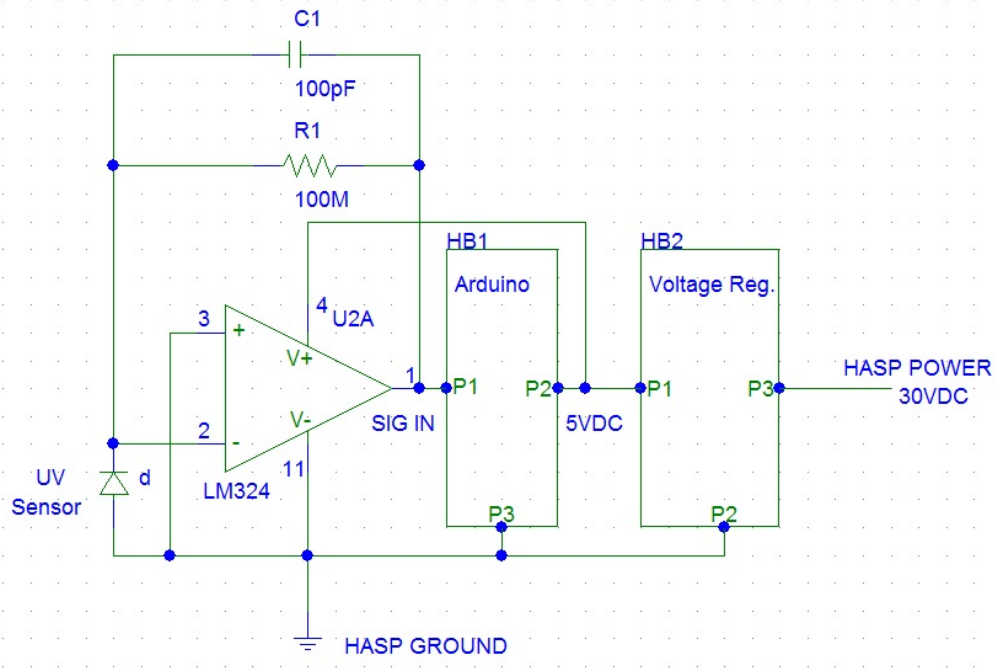 C1
100pF
R1
100M
HB1
HB2
Arduino
Voltage Reg.
4
U2A
3
+
V+
1
P1
P2
P1
P3
HASP POWER
30VDC
SIG IN
5VDC
V-
2
-
11
UV
Sensor
d
LM324
P3
P2
HASP GROUND